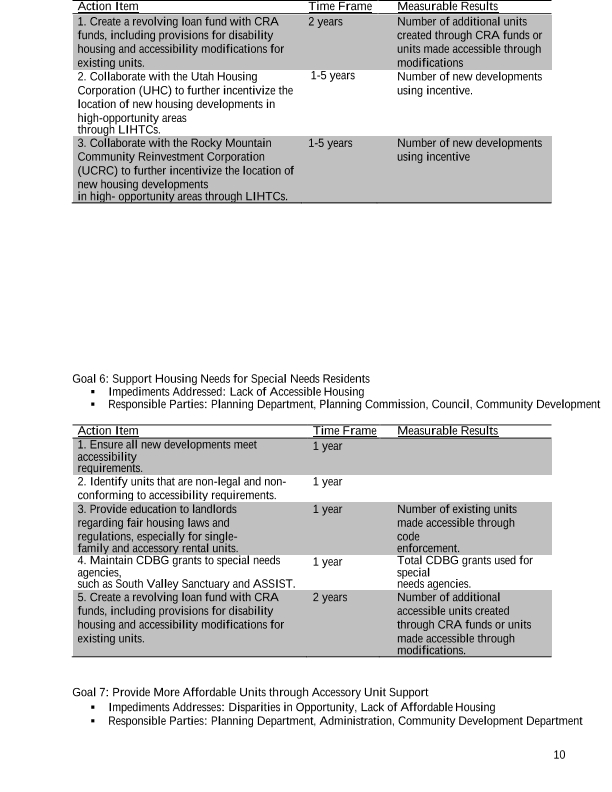 Action Item Time Frame Measurable Results
1. Create a revolving loan fund with CRA 2 years Number of additional units
funds, including provisions for disability created through CRA funds or
housing and accessibility modifications for units made accessible through
existing units. modifications
2. Collaborate with the Utah Housing 1-5 years Number of new developments
Corporation (UHC) to further incentivize the using incentive.
location of new housing developments in
high-opportunity areas
through LIHTCs.
3. Collaborate with the Rocky Mountain 1-5 years Number of new developments
Community Reinvestment Corporation using incentive
(UCRC) to further incentivize the location of
new housing developments
in high- opportunity areas through LIHTCs.
Goal 6: Support Housing Needs for Special Needs Residents
▪ Impediments Addressed: Lack of Accessible Housing
▪ Responsible Parties: Planning Department, Planning Commission, Council, Community Development
Action Item Time Frame Measurable Results
1. Ensure all new developments meet 1 year
accessibility
requirements.
2. Identify units that are non-legal and non- 1 year
conforming to accessibility requirements.
3. Provide education to landlords 1 year Number of existing units
regarding fair housing laws and made accessible through
regulations, especially for single- code
family and accessory rental units. enforcement.
4. Maintain CDBG grants to special needs 1 year Total CDBG grants used for
agencies, special
such as South Valley Sanctuary and ASSIST. needs agencies.
5. Create a revolving loan fund with CRA 2 years Number of additional
funds, including provisions for disability accessible units created
housing and accessibility modifications for through CRA funds or units
existing units. made accessible through
modifications.
Goal 7: Provide More Affordable Units through Accessory Unit Support
▪ Impediments Addresses: Disparities in Opportunity, Lack of Affordable Housing
▪ Responsible Parties: Planning Department, Administration, Community Development Department
10